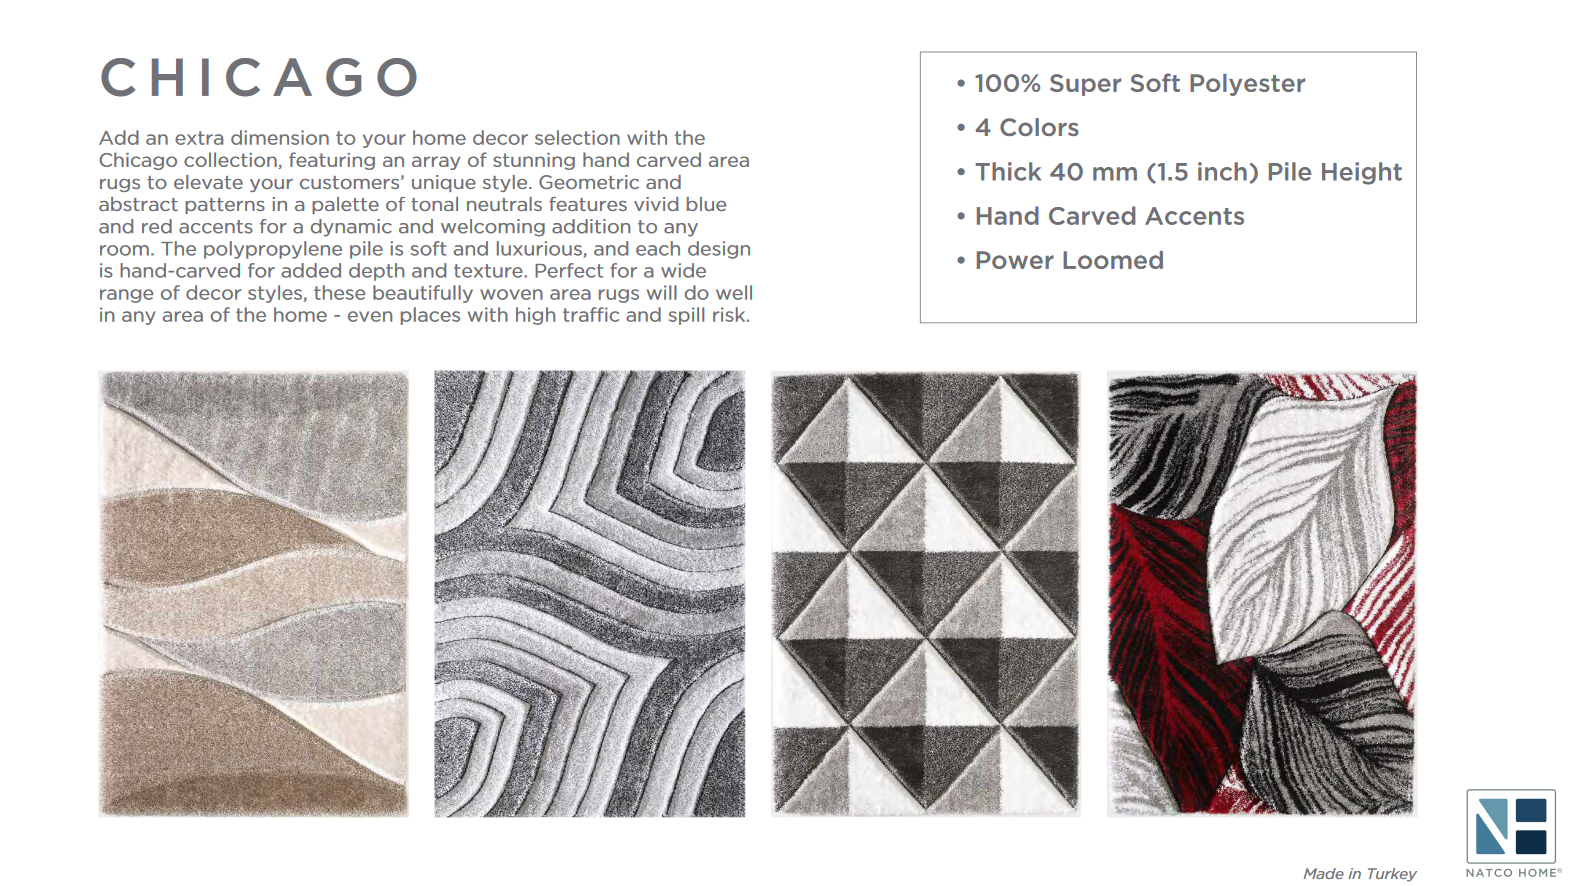 CHICAGO
Add an extra dimension to your home decor selection with the
Chicago collection, featuring an array of stunning hand carved area
rugs to elevate your customers’ unique style. Geometric and
abstract patterns in a palette of tonal neutrals features vivid blue
and red accents for a dynamic and welcoming addition to any
room. The polypropylene pile is soft and luxurious, and each design
is hand-carved for added depth and texture. Perfect for a wide
range of decor styles, these beautifully woven area rugs will do well
in any area of the home - even places with high traffic and spill risk.
• 100% Super Soft Polyester
• 4 Colors
• Thick 40 mm (1.5 inch) Pile Height
• Hand Carved Accents
• Power Loomed
Made in Turkey
NATCO HOME®